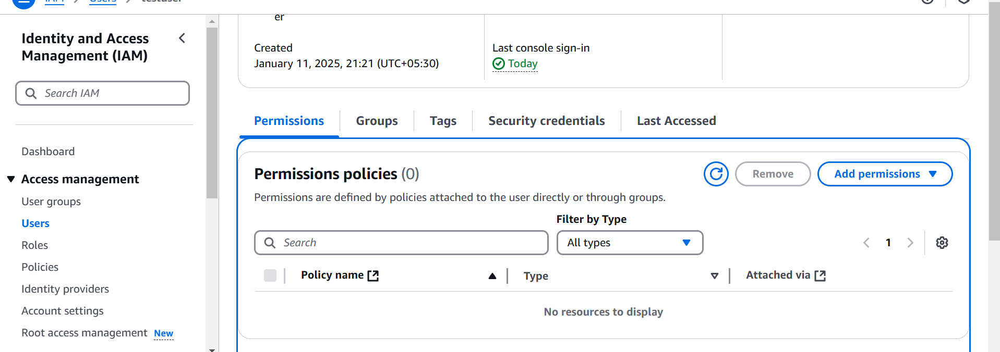 IAM
Users
testuser
Identity and Access
Management (IAM)
Search IAM
Dashboard
Access management
User groups
Users
Roles
Policies
Identity providers
Account settings
Root access management New
er
Created
January 11, 2025, 21:21 (UTC+05:30)
Last console sign-in
Today
Permissions
Groups
Tags
Security credentials
Last Accessed
Permissions policies (0)
Remove
Add permissions
Permissions are defined by policies attached to the user directly or through groups.
Filter by Type
Search
All types
1
Policy name
Type
Attached via
No resources to display